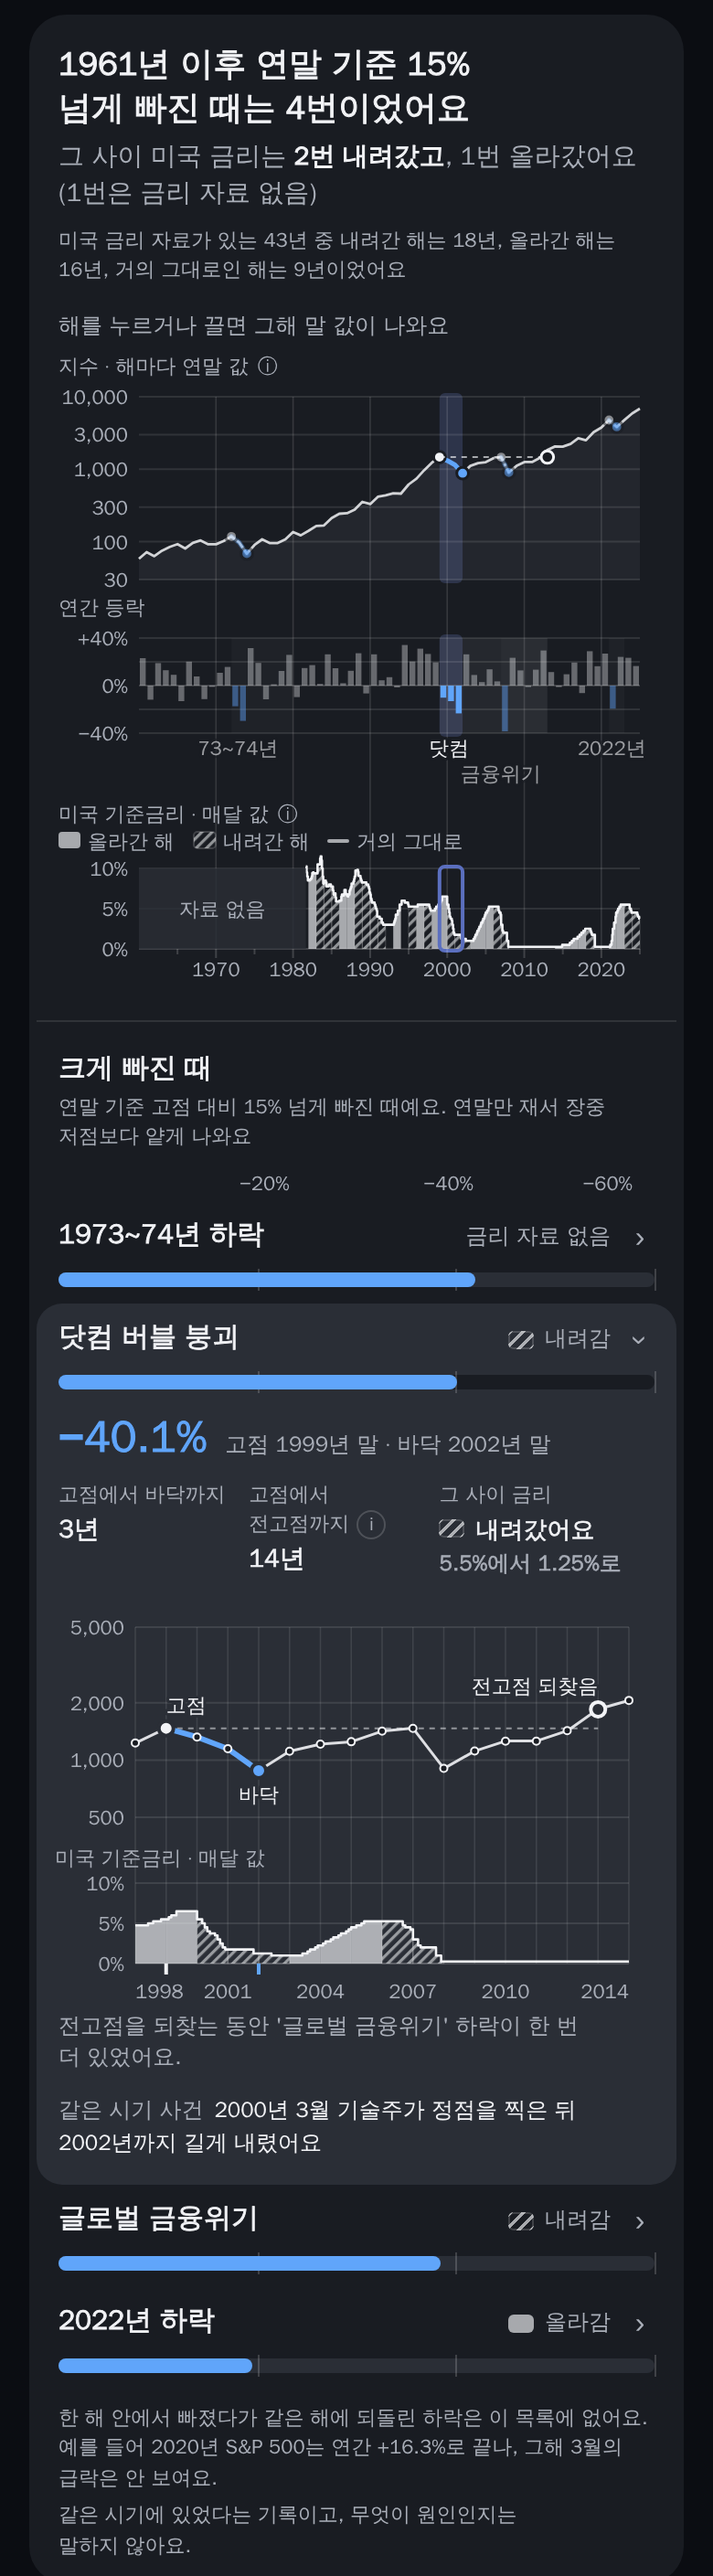 1961년 이후 연말 기준 15%
넘게 빠진 때는 4번이었어요
그 사이 미국 금리는 2번 내려갔고, 1번 올라갔어요
(1번은 금리 자료 없음)
미국 금리 자료가 있는 43년 중 내려간 해는 18년, 올라간 해는
16년, 거의 그대로인 해는 9년이었어요
해를 누르거나 끌면 그해 말 값이 나와요
지수 · 해마다 연말 값 ⓘ
10,000
3,000
1,000
300
100
30
연간 등락
+40%
0%
−40%
73~74년 닷컴 2022년
금융위기
미국 기준금리 · 매달 값 ⓘ
올라간 해 내려간 해 거의 그대로
10%
5%
자료 없음
0%
1970 1980 1990 2000 2010 2020
크게 빠진 때
연말 기준 고점 대비 15% 넘게 빠진 때예요. 연말만 재서 장중
저점보다 얕게 나와요
−20% −40% −60%
1973~74년 하락 금리 자료 없음 ›
닷컴 버블 붕괴 내려감
−40.1% 고점 1999년 말 · 바닥 2002년 말
고점에서 바닥까지
3년
고점에서
전고점까지 ⓘ
14년
그 사이 금리
내려갔어요
5.5%에서 1.25%로
5,000
2,000
1,000
500
고점
바닥
전고점 되찾음
미국 기준금리 · 매달 값
10%
5%
0%
1998 2001 2004 2007 2010 2014
전고점을 되찾는 동안 '글로벌 금융위기' 하락이 한 번
더 있었어요.
같은 시기 사건 2000년 3월 기술주가 정점을 찍은 뒤
2002년까지 길게 내렸어요
글로벌 금융위기 내려감 ›
2022년 하락 올라감 ›
한 해 안에서 빠졌다가 같은 해에 되돌린 하락은 이 목록에 없어요.
예를 들어 2020년 S&P 500는 연간 +16.3%로 끝나, 그해 3월의
급락은 안 보여요.
같은 시기에 있었다는 기록이고, 무엇이 원인인지는
말하지 않아요.